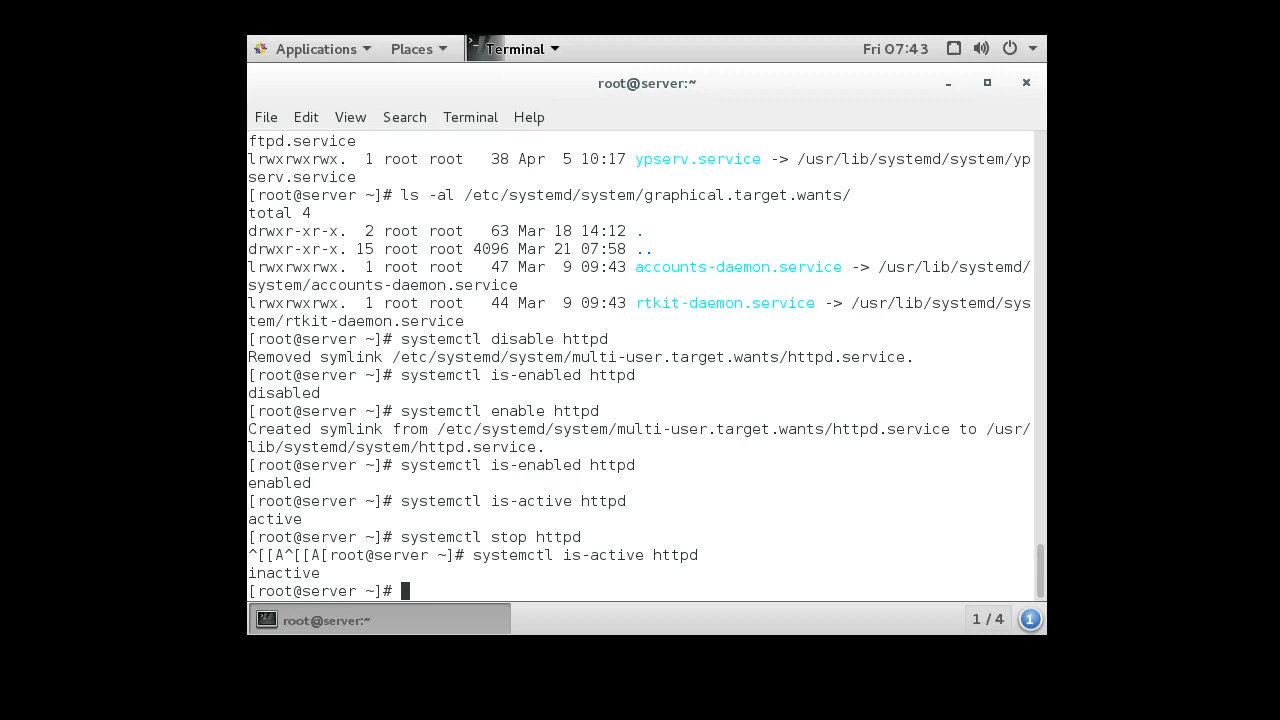 Applications Places Terminal Fri 07:43
root@server:~
File Edit View Search Terminal Help
ftpd.service
lrwxrwxrwx.  1 root root   38 Apr  5 10:17 ypserv.service -> /usr/lib/systemd/system/yp
serv.service
[root@server ~]# ls -al /etc/systemd/system/graphical.target.wants/
total 4
drwxr-xr-x.  2 root root   63 Mar 18 14:12 .
drwxr-xr-x. 15 root root 4096 Mar 21 07:58 ..
lrwxrwxrwx.  1 root root   47 Mar  9 09:43 accounts-daemon.service -> /usr/lib/systemd/
system/accounts-daemon.service
lrwxrwxrwx.  1 root root   44 Mar  9 09:43 rtkit-daemon.service -> /usr/lib/systemd/sys
tem/rtkit-daemon.service
[root@server ~]# systemctl disable httpd
Removed symlink /etc/systemd/system/multi-user.target.wants/httpd.service.
[root@server ~]# systemctl is-enabled httpd
disabled
[root@server ~]# systemctl enable httpd
Created symlink from /etc/systemd/system/multi-user.target.wants/httpd.service to /usr/
lib/systemd/system/httpd.service.
[root@server ~]# systemctl is-enabled httpd
enabled
[root@server ~]# systemctl is-active httpd
active
[root@server ~]# systemctl stop httpd
^[[A^[[A[root@server ~]# systemctl is-active httpd
inactive
[root@server ~]#
root@server:~ 1 / 4 1